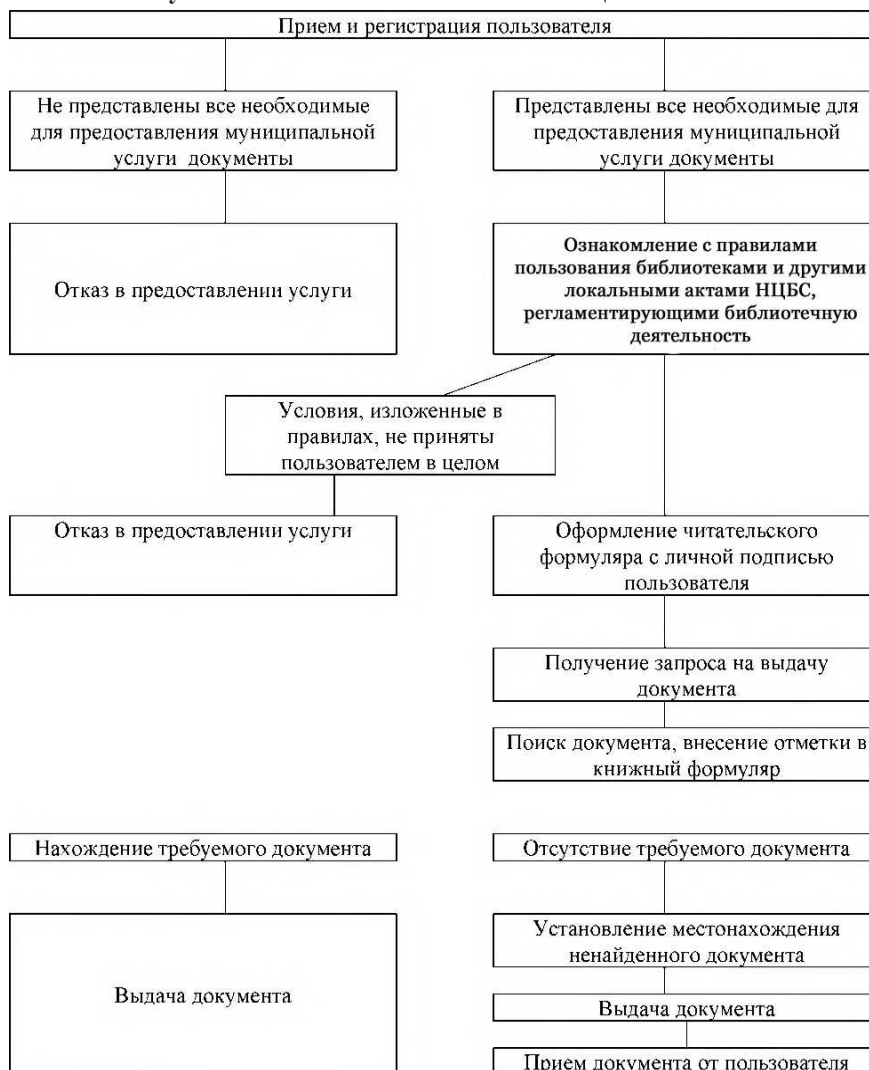 Прием и регистрация пользователя
Не представлены все необходимые
для предоставления муниципальной
услуги документы
Представлены все необходимые для
предоставления муниципальной
услуги документы
Отказ в предоставлении услуги
Ознакомление с правилами
пользования библиотеками и другими
локальными актами НЦБС,
регламентирующими библиотечную
деятельность
Условия, изложенные в
правилах, не приняты
пользователем в целом
Отказ в предоставлении услуги
Оформление читательского
формуляра с личной подписью
пользователя
Получение запроса на выдачу
документа
Поиск документа, внесение отметки в
книжный формуляр
Нахождение требуемого документа
Отсутствие требуемого документа
Установление местонахождения
ненайденного документа
Выдача документа
Выдача документа
Прием документа от пользователя